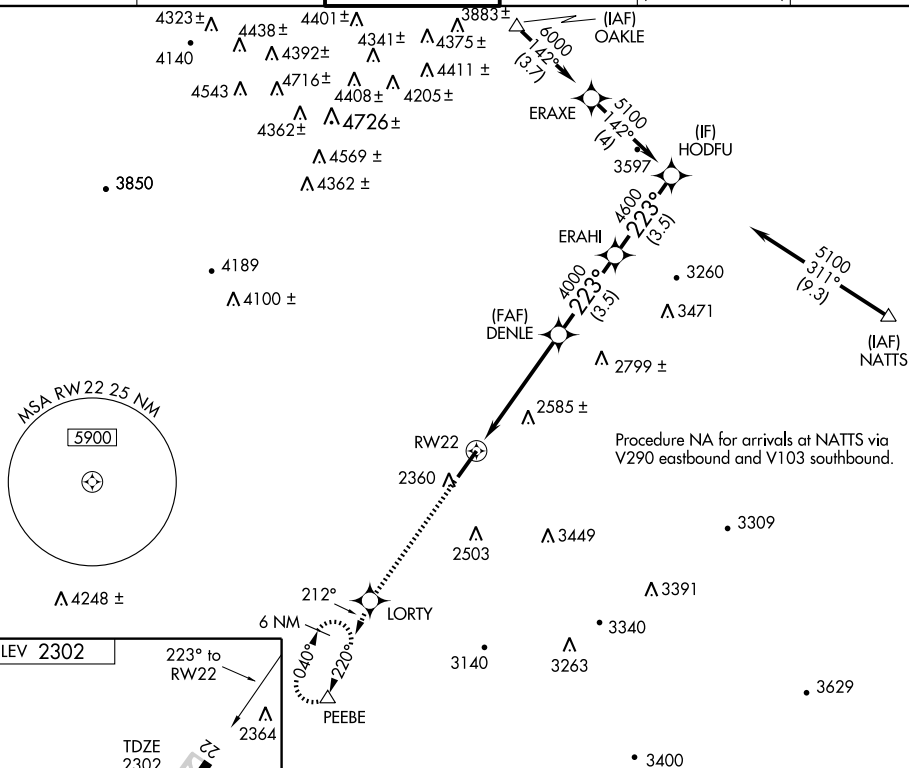 4323±
4401±
3883±
(IAF)
OAKLE
4438±
4140
4392±
4341±
4375±
6000
142°
(3.7)
4543
4716±
4408±
4205±
4411 ±
ERAXE
5100
142°
(4)
4362±
4726±
(IF)
HODFU
3597
4569 ±
4362 ±
3850
4600
223°
(3.5)
ERAHI
4189
3260
5100
311°
(9.3)
4100 ±
4000
223°
(3.5)
3471
(FAF)
DENLE
(IAF)
NATTS
2799 ±
MSA RW22 25 NM
5900
2585 ±
RW22
Procedure NA for arrivals at NATTS via
V290 eastbound and V103 southbound.
2360
2503
3449
3309
4248 ±
212°
LORTY
3391
6 NM
3340
040°
220°
3140
3263
LEV 2302
223° to
RW22
3629
PEEBE
2364
22
TDZE
2302
3400